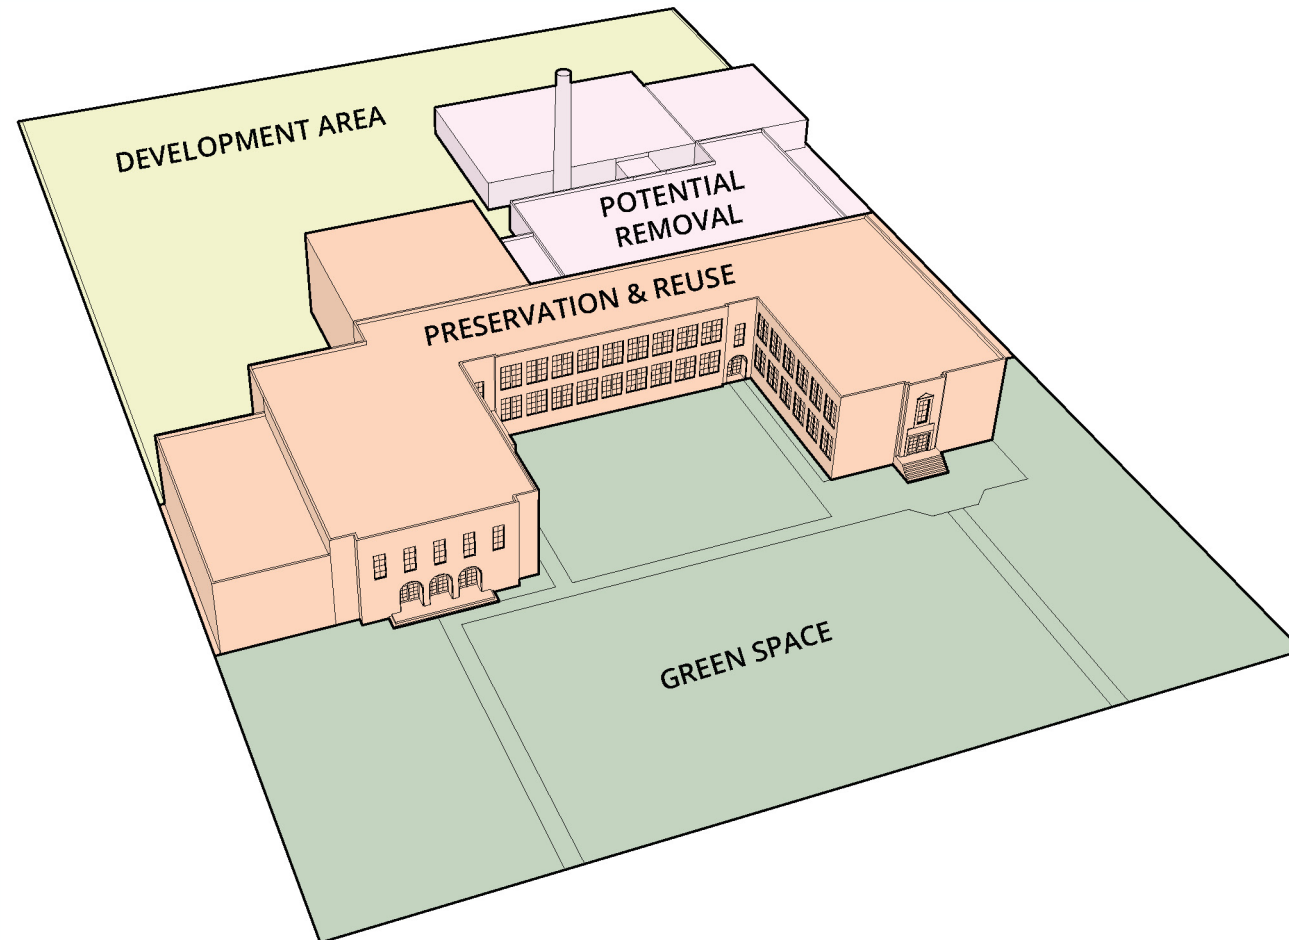 DEVELOPMENT AREA
POTENTIAL
REMOVAL
PRESERVATION & REUSE
GREEN SPACE